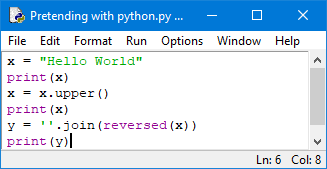 Pretending with python.py ...
File Edit Format Run Options Window Help
x = "Hello World"
print(x)
x = x.upper()
print(x)
y = ''.join(reversed(x))
print(y)
Ln: 6 Col: 8